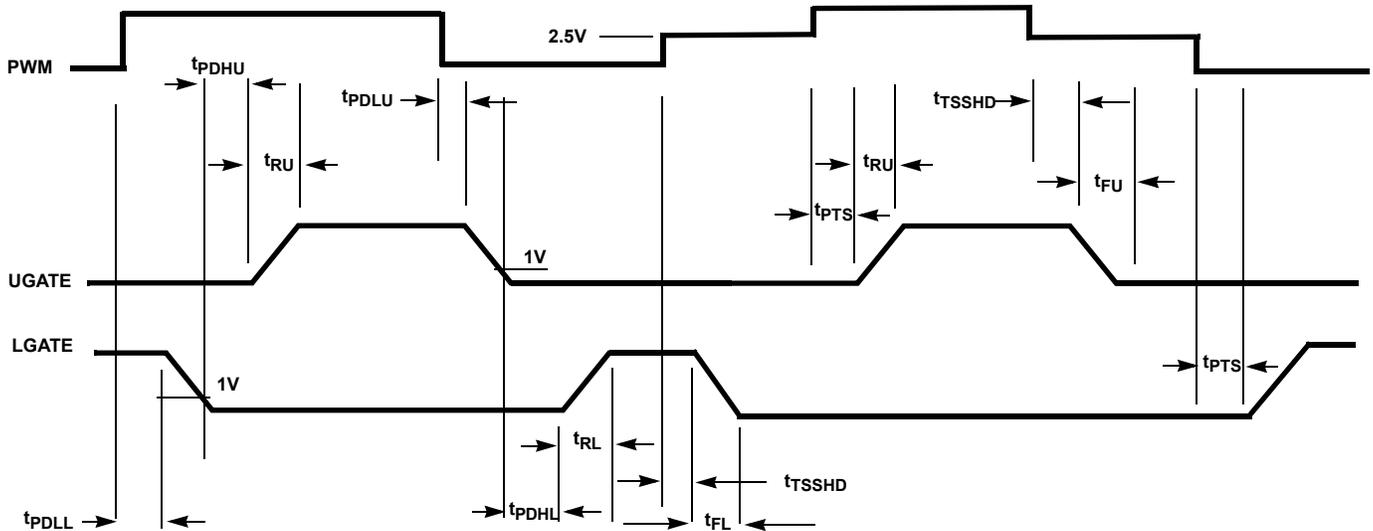 2.5V
PWM
tPDHU
tPDLU
tTSSHD
tRU
tRU
tFU
tPTS
1V
UGATE
LGATE
tPTS
1V
tRL
tTSSHD
tPDLL
tPDHL
tFL